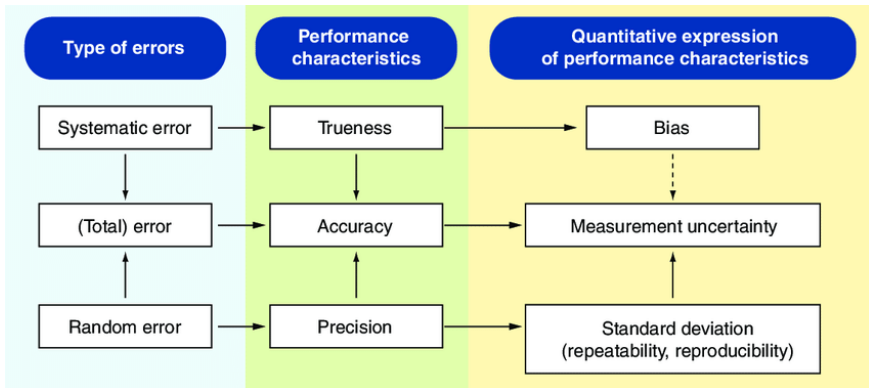 Type of errors
Performance
characteristics
Quantitative expression
of performance characteristics
Systematic error
Trueness
Bias
(Total) error
Accuracy
Measurement uncertainty
Random error
Precision
Standard deviation
(repeatability, reproducibility)